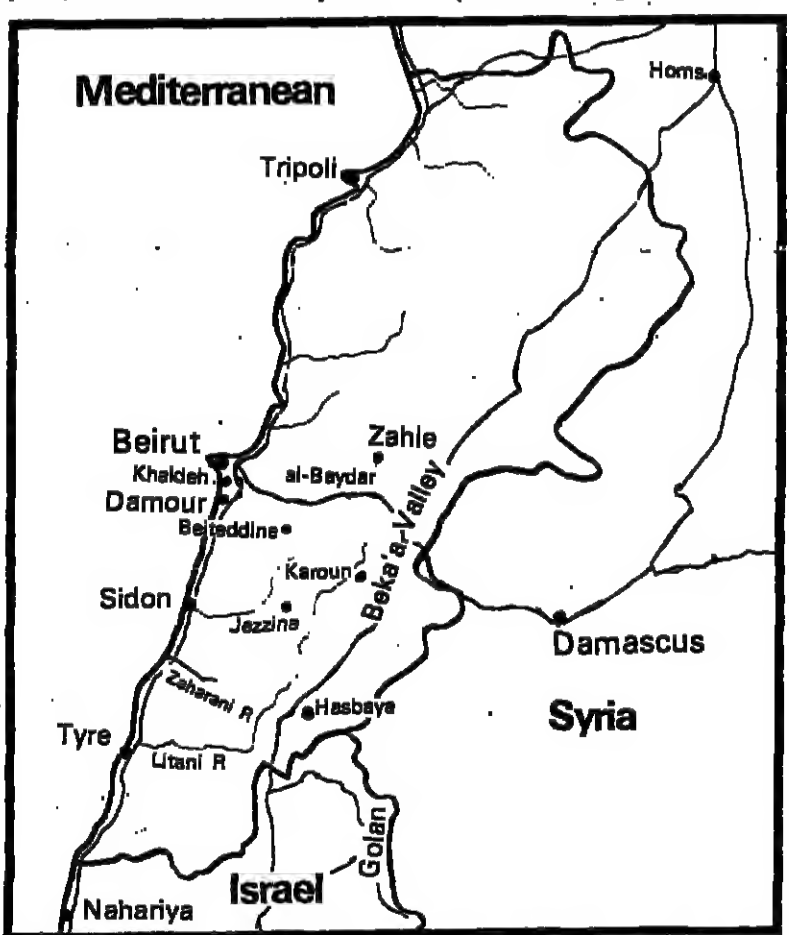 Homs
Mediterranean
Tripoli
Beirut
Zahle
Khaldeh
al-Baydar
Damour
Beiteddine
Beka'a-Valley
Karoun
Sidon
Jezzina
Damascus
Zaharani R
Hasbaya
Syria
Tyre
Litani R
Golan
Israel
Nahariya